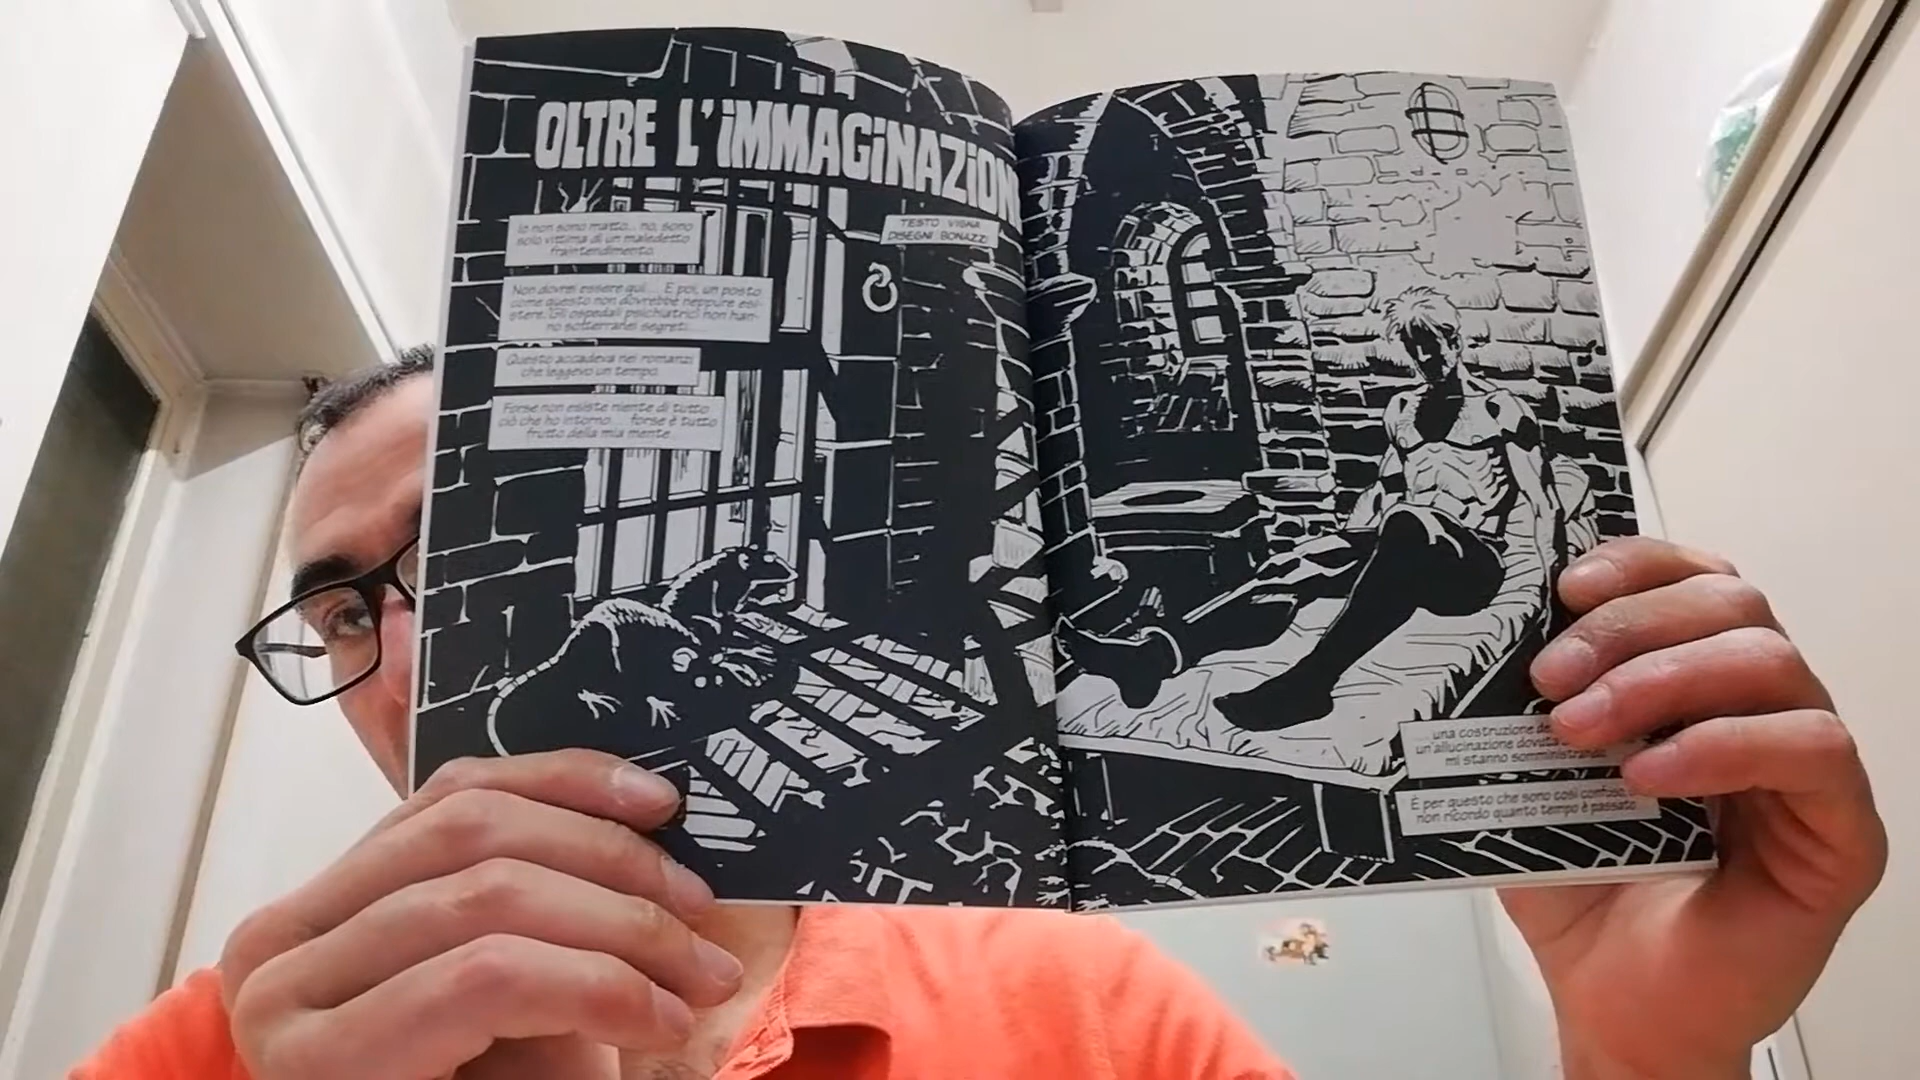 OLTRE L'IMMAGINAZION
TESTO VIGNA
DISEGNI BONAZZI
Io non sono matto... no, sono
solo vittima di un maledetto
fraintendimento.
Non dovrei essere qui... E poi, un posto
come questo non dovrebbe neppure esi-
stere. Gli ospedali psichiatrici non han-
no sotterranei segreti...
Questo accadeva nei romanzi
che leggevo un tempo.
Forse non esiste niente di tutto
ciò che ho intorno... forse è tutto
frutto della mia mente...
... una costruzione de
un'allucinazione dovuta
mi stanno somministrando.
È per questo che sono così confuso,
non ricordo quanto tempo è passato